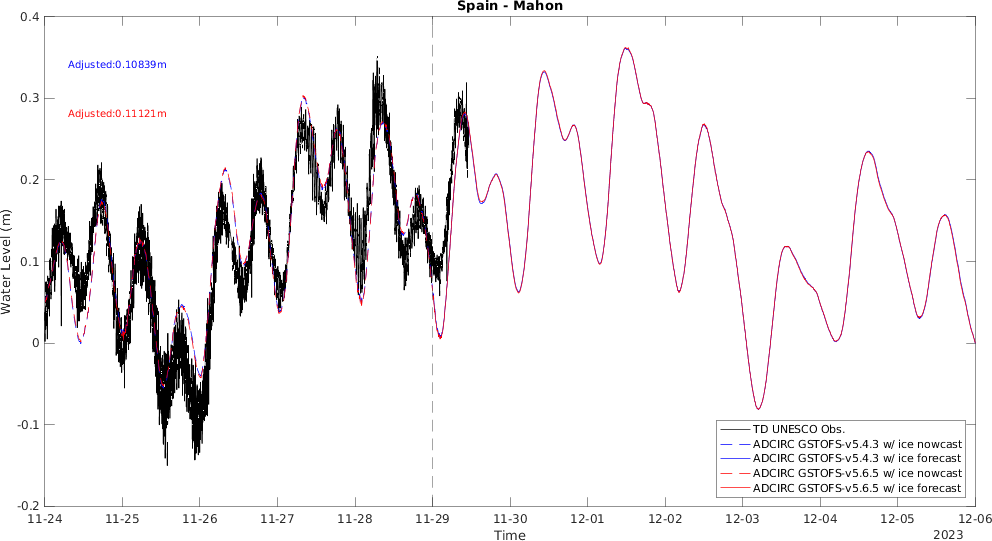 Spain - Mahon
0.4
Adjusted:0.10839m
0.3
Adjusted:0.11121m
0.2
Water Level (m)
0.1
0
-0.1
TD UNESCO Obs.
ADCIRC GSTOFS-v5.4.3 w/ ice nowcast
ADCIRC GSTOFS-v5.4.3 w/ ice forecast
ADCIRC GSTOFS-v5.6.5 w/ ice nowcast
ADCIRC GSTOFS-v5.6.5 w/ ice forecast
-0.2
11-24 11-25 11-26 11-27 11-28 11-29 11-30 12-01 12-02 12-03 12-04 12-05 12-06
Time
2023